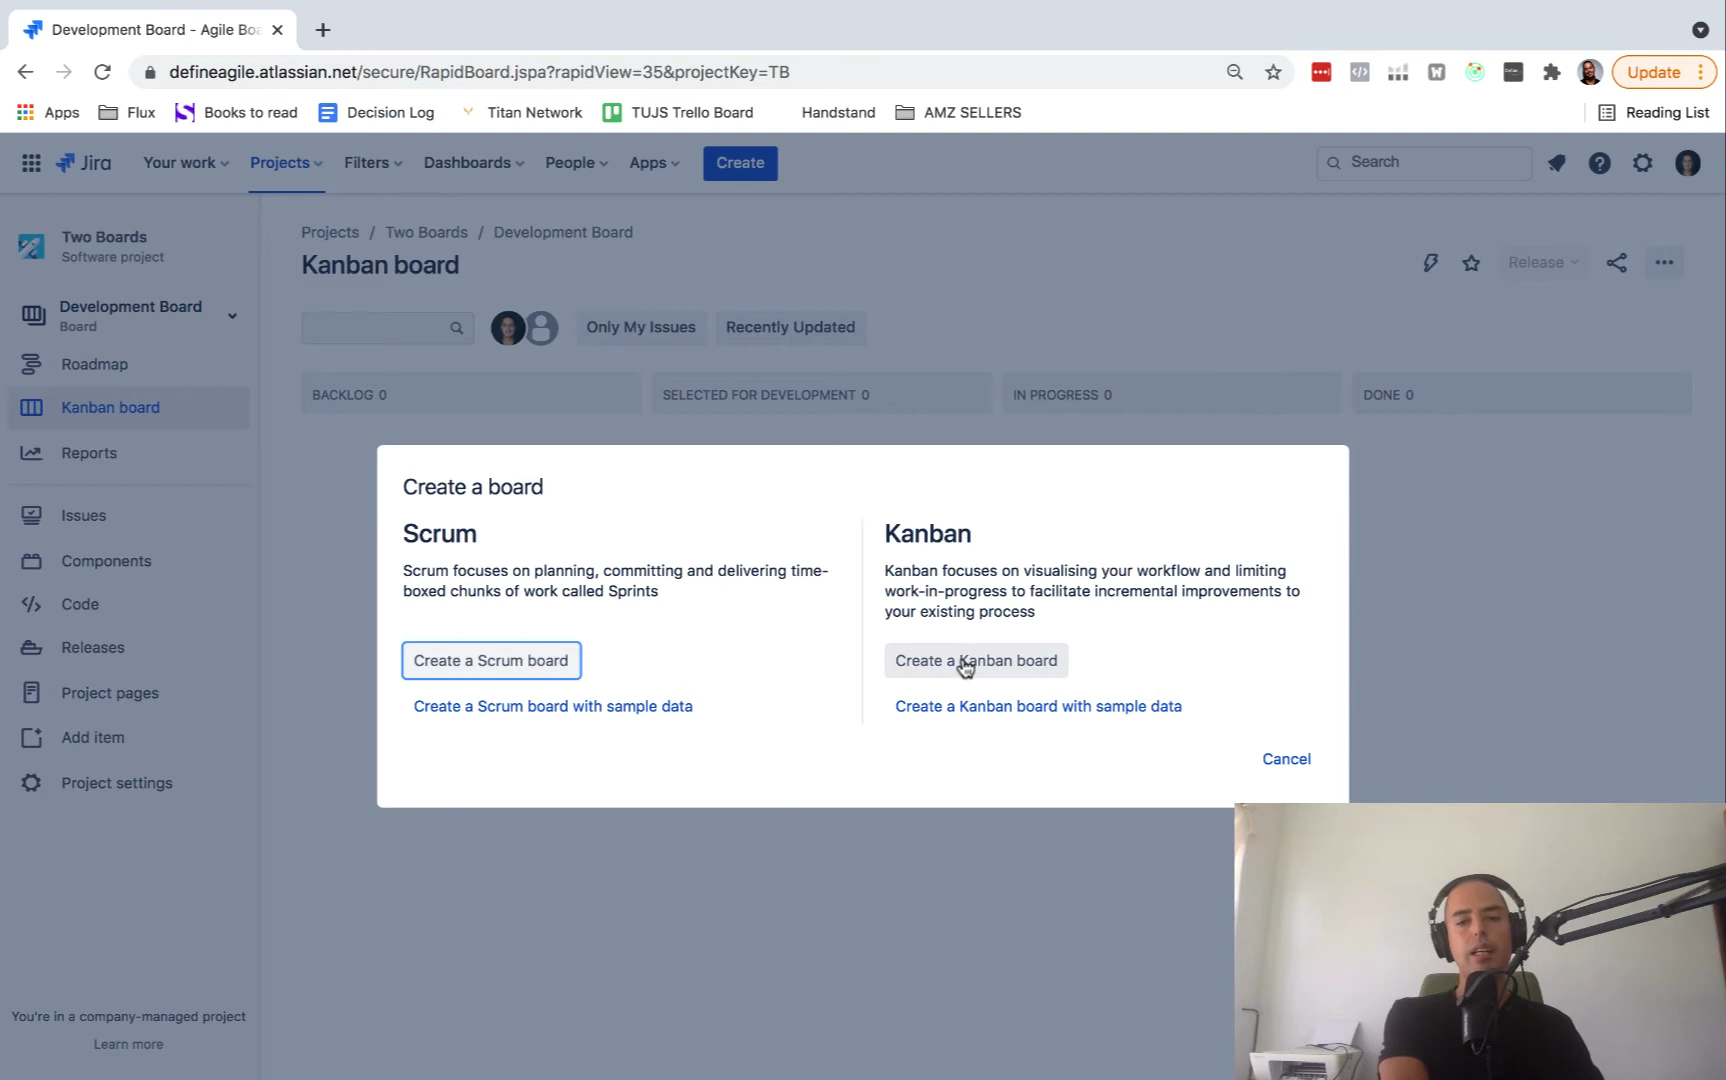 Development Board - Agile Boa
defineagile.atlassian.net/secure/RapidBoard.jspa?rapidView=35&projectKey=TB
Update
Apps
Flux
Books to read
Decision Log
Titan Network
TUJS Trello Board
Handstand
AMZ SELLERS
Reading List
Jira
Your work
Projects
Filters
Dashboards
People
Apps
Create
Search
Two Boards
Software project
Development Board
Board
Roadmap
Kanban board
Reports
Issues
Components
Code
Releases
Project pages
Add item
Project settings
You're in a company-managed project
Learn more
Projects / Two Boards / Development Board
Kanban board
Release
Only My Issues
Recently Updated
BACKLOG 0
SELECTED FOR DEVELOPMENT 0
IN PROGRESS 0
DONE 0
Create a board
Scrum
Scrum focuses on planning, committing and delivering time-
boxed chunks of work called Sprints
Create a Scrum board
Create a Scrum board with sample data
Kanban
Kanban focuses on visualising your workflow and limiting
work-in-progress to facilitate incremental improvements to
your existing process
Create a Kanban board
Create a Kanban board with sample data
Cancel